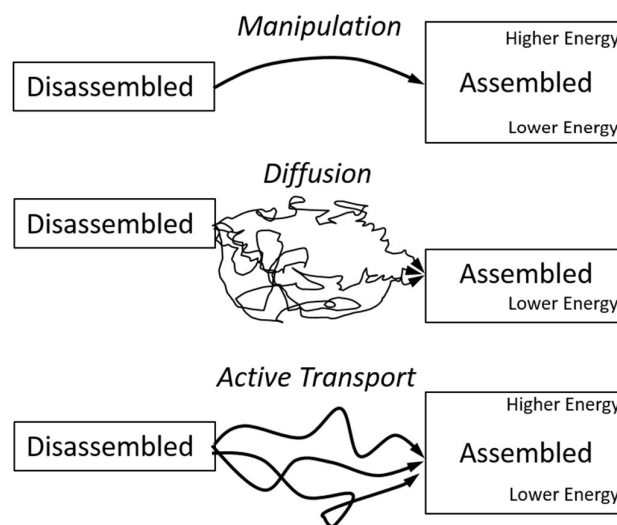 Manipulation
Higher Energy
Disassembled
Assembled
Lower Energy
Diffusion
Disassembled
Assembled
Lower Energy
Active Transport
Higher Energy
Disassembled
Assembled
Lower Energy